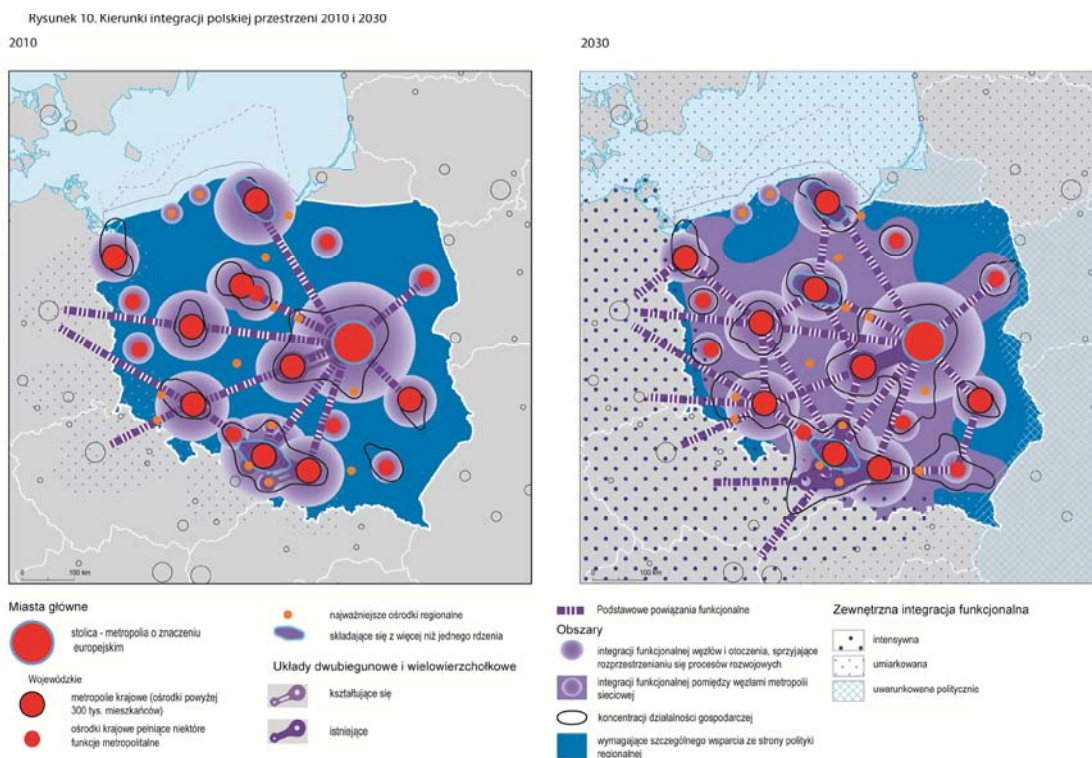 Rysunek 10. Kierunki integracji polskiej przestrzeni 2010 i 2030
2010
2030
0 100 km
0 100 km
Miasta główne
stolica - metropolia o znaczeniu
europejskim
Wojewódzkie
metropolie krajowe (ośrodki powyżej
300 tys. mieszkańców)
ośrodki krajowe pełniące niektóre
funkcje metropolitalne
najważniejsze ośrodki regionalne
składające się z więcej niż jednego rdzenia
Układy dwubiegunowe i wielowierzchołkowe
kształtujące się
istniejące
Podstawowe powiązania funkcjonalne
Obszary
integracji funkcjonalnej węzłów i otoczenia, sprzyjające
rozprzestrzenianiu się procesów rozwojowych
integracji funkcjonalnej pomiędzy węzłami metropolii
sieciowej
koncentracji działalności gospodarczej
wymagające szczególnego wsparcia ze strony polityki
regionalnej
Zewnętrzna integracja funkcjonalna
intensywna
umiarkowana
uwarunkowene politycznie